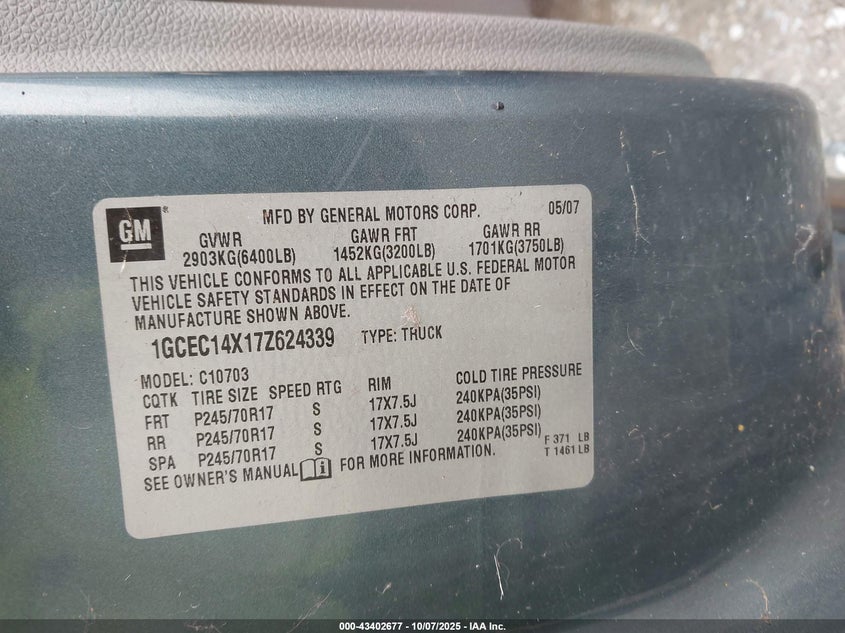 GM ® MFD BY GENERAL MOTORS CORP. 05/07
GVWR GAWR FRT GAWR RR
2903KG(6400LB) 1452KG(3200LB) 1701KG(3750LB)
THIS VEHICLE CONFORMS TO ALL APPLICABLE U.S. FEDERAL MOTOR
VEHICLE SAFETY STANDARDS IN EFFECT ON THE DATE OF
MANUFACTURE SHOWN ABOVE.
1GCEC14X17Z624339 TYPE: TRUCK
MODEL: C10703
CQTK TIRE SIZE SPEED RTG RIM COLD TIRE PRESSURE
FRT P245/70R17 S 17X7.5J 240KPA(35PSI)
RR P245/70R17 S 17X7.5J 240KPA(35PSI)
SPA P245/70R17 S 17X7.5J 240KPA(35PSI)
SEE OWNER'S MANUAL i FOR MORE INFORMATION.
F 371 LB
T 1461 LB
000-43402677 - 10/07/2025 - IAA Inc.